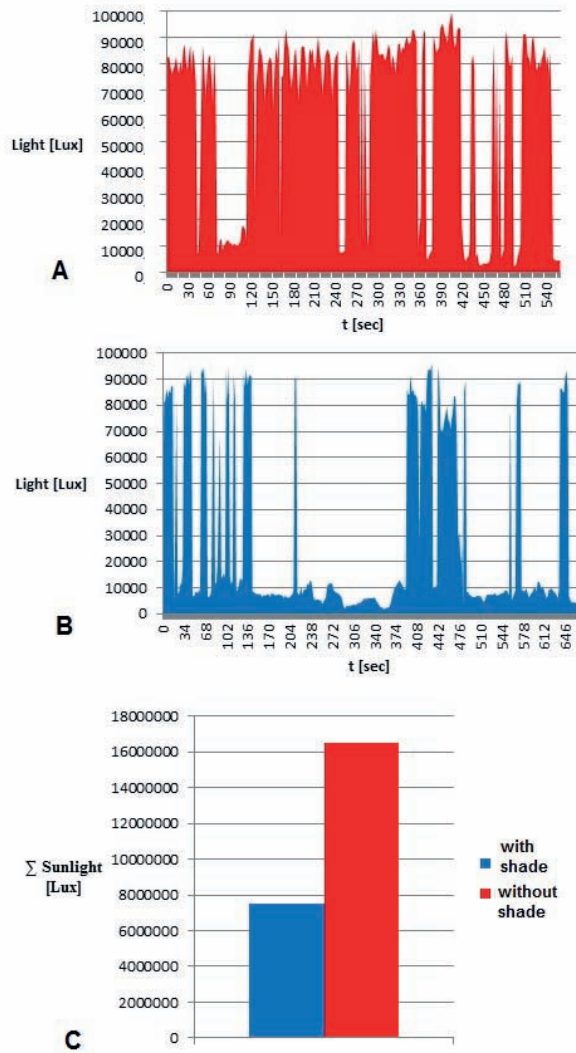 100000
90000
80000
70000
60000
50000
40000
30000
20000
10000
0
Light [Lux]
A
0 30 60 90 120 150 180 210 240 270 300 330 360 390 420 450 480 510 540
t [sec]
100000
90000
80000
70000
60000
50000
40000
30000
20000
10000
0
Light [Lux]
B
0 34 68 102 136 170 204 238 272 306 340 374 408 442 476 510 544 578 612 646
t [sec]
18000000
16000000
14000000
12000000
10000000
8000000
6000000
4000000
2000000
0
∑ Sunlight
[Lux]
with
shade
without
shade
C